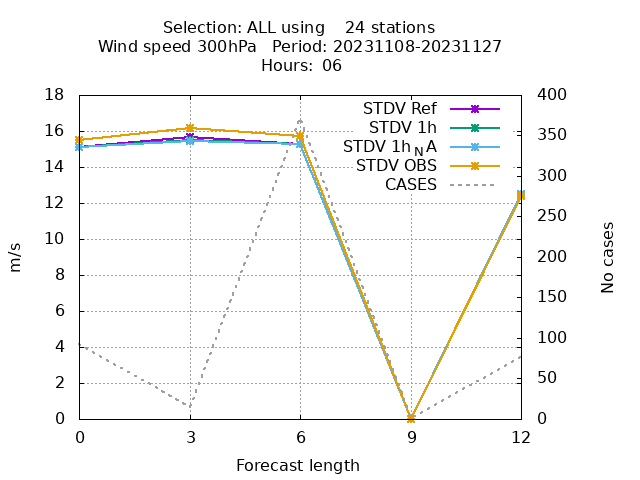 Selection: ALL using    24 stations
Wind speed 300hPa   Period: 20231108-20231127
Hours: 06
STDV Ref
STDV 1h
STDV 1h_N A
STDV OBS
CASES
18
16
14
12
10
8
6
4
2
0
m/s
400
350
300
250
200
150
100
50
0
No cases
0 3 6 9 12
Forecast length